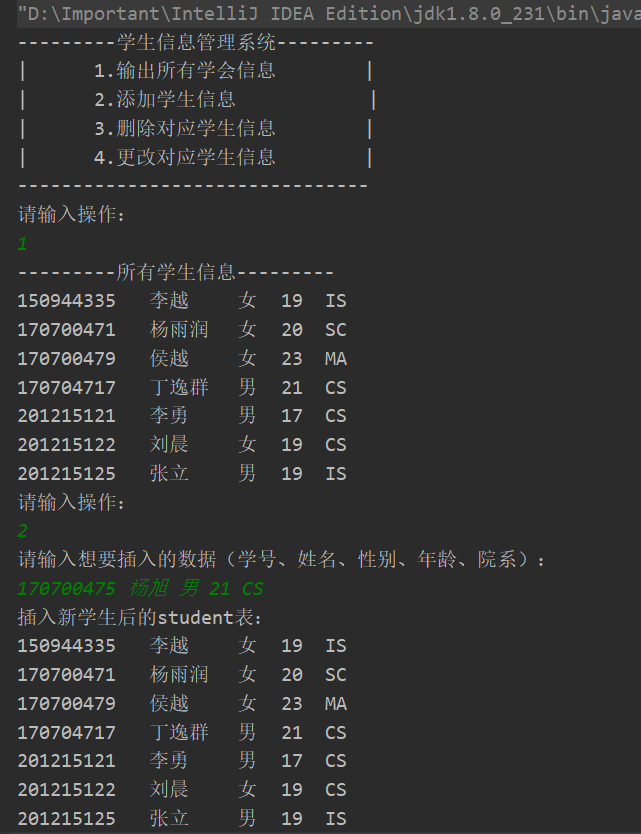 "D:\Important\IntelliJ IDEA Edition\jdk1.8.0_231\bin\java
---------学生信息管理系统---------
|      1.输出所有学会信息        |
|      2.添加学生信息            |
|      3.删除对应学生信息        |
|      4.更改对应学生信息        |
--------------------------------
请输入操作：
1
---------所有学生信息---------
150944335   李越    女  19  IS
170700471   杨雨润  女  20  SC
170700479   侯越    女  23  MA
170704717   丁逸群  男  21  CS
201215121   李勇    男  17  CS
201215122   刘晨    女  19  CS
201215125   张立    男  19  IS
请输入操作：
2
请输入想要插入的数据（学号、姓名、性别、年龄、院系）：
170700475 杨旭 男 21 CS
插入新学生后的student表：
150944335   李越    女  19  IS
170700471   杨雨润  女  20  SC
170700479   侯越    女  23  MA
170704717   丁逸群  男  21  CS
201215121   李勇    男  17  CS
201215122   刘晨    女  19  CS
201215125   张立    男  19  IS